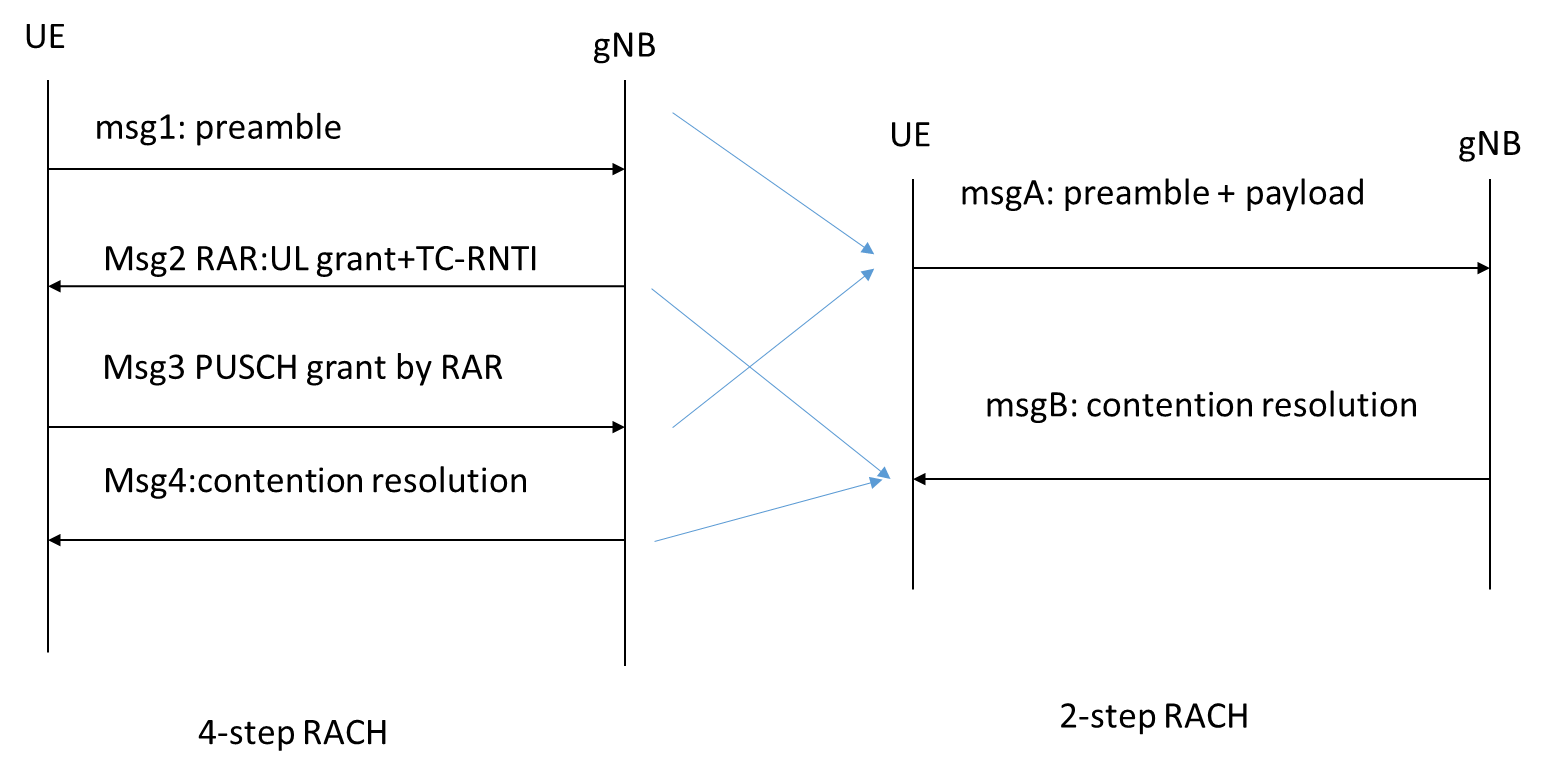 UE
gNB
msg1: preamble
Msg2 RAR:UL grant+TC-RNTI
Msg3 PUSCH grant by RAR
Msg4:contention resolution
4-step RACH
UE
gNB
msgA: preamble + payload
msgB: contention resolution
2-step RACH